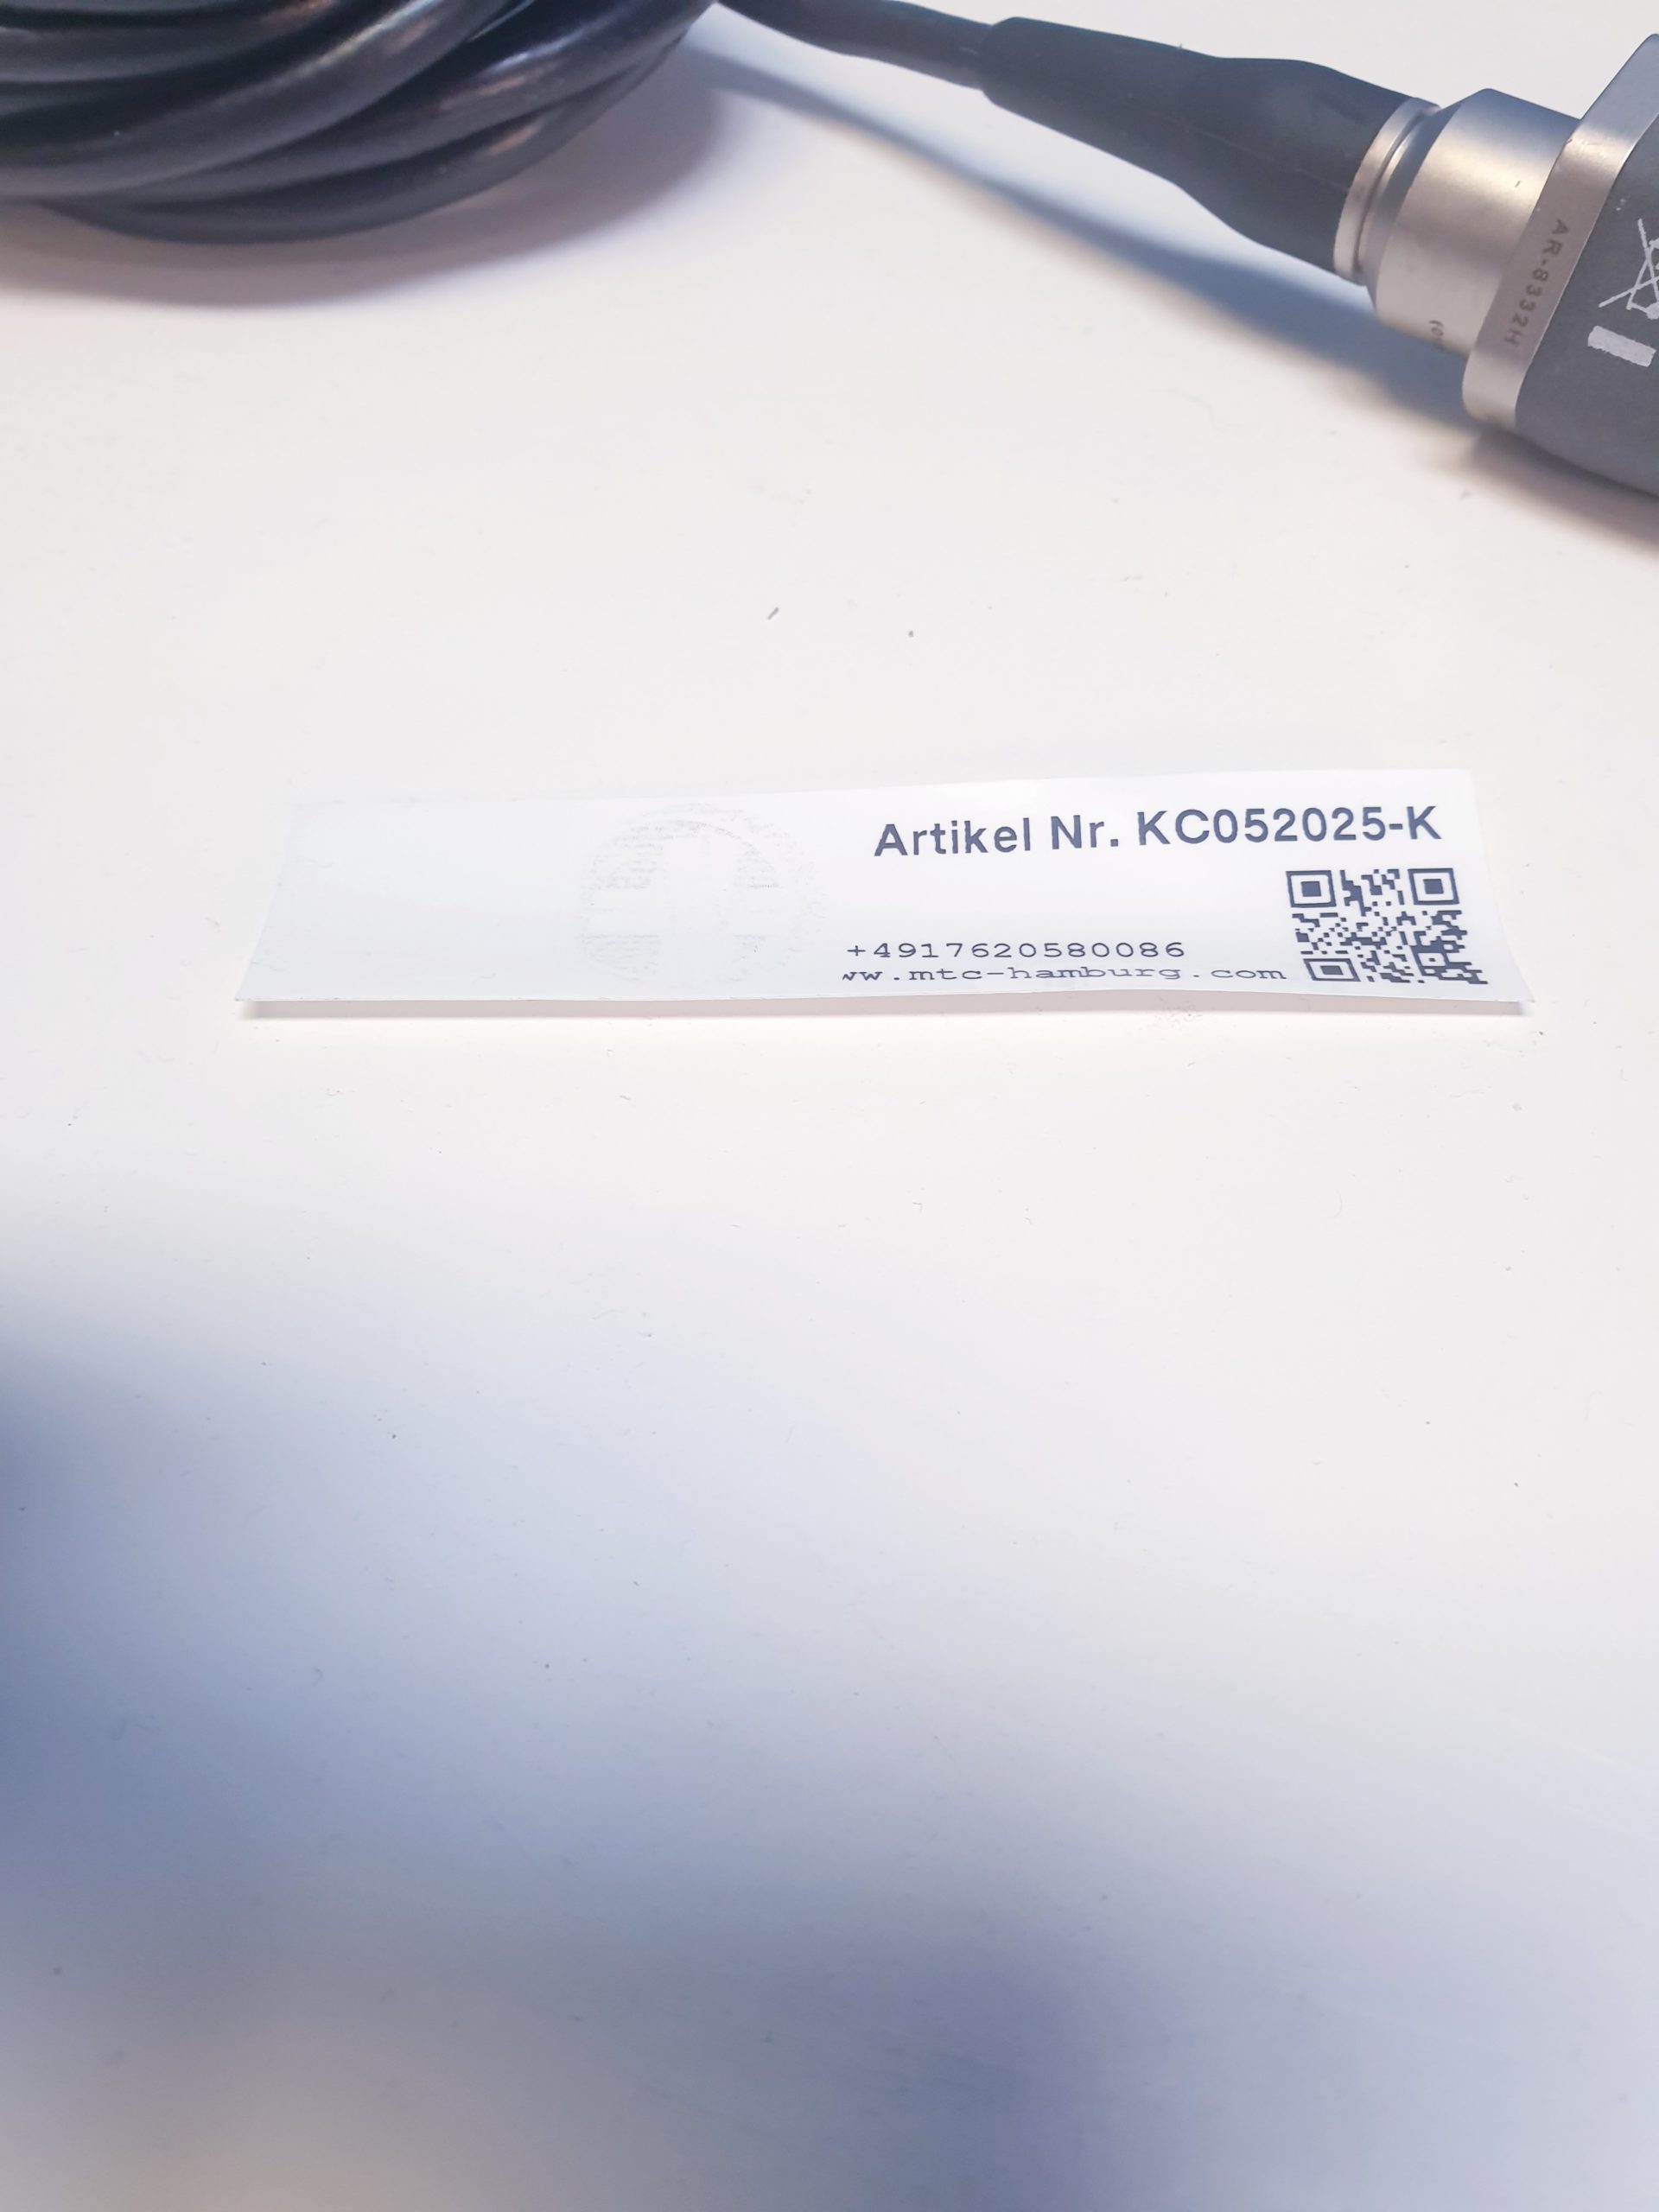 AR-8332H
Artikel Nr. KC052025-K
+4917620580086
ww.mtc-hamburg.com